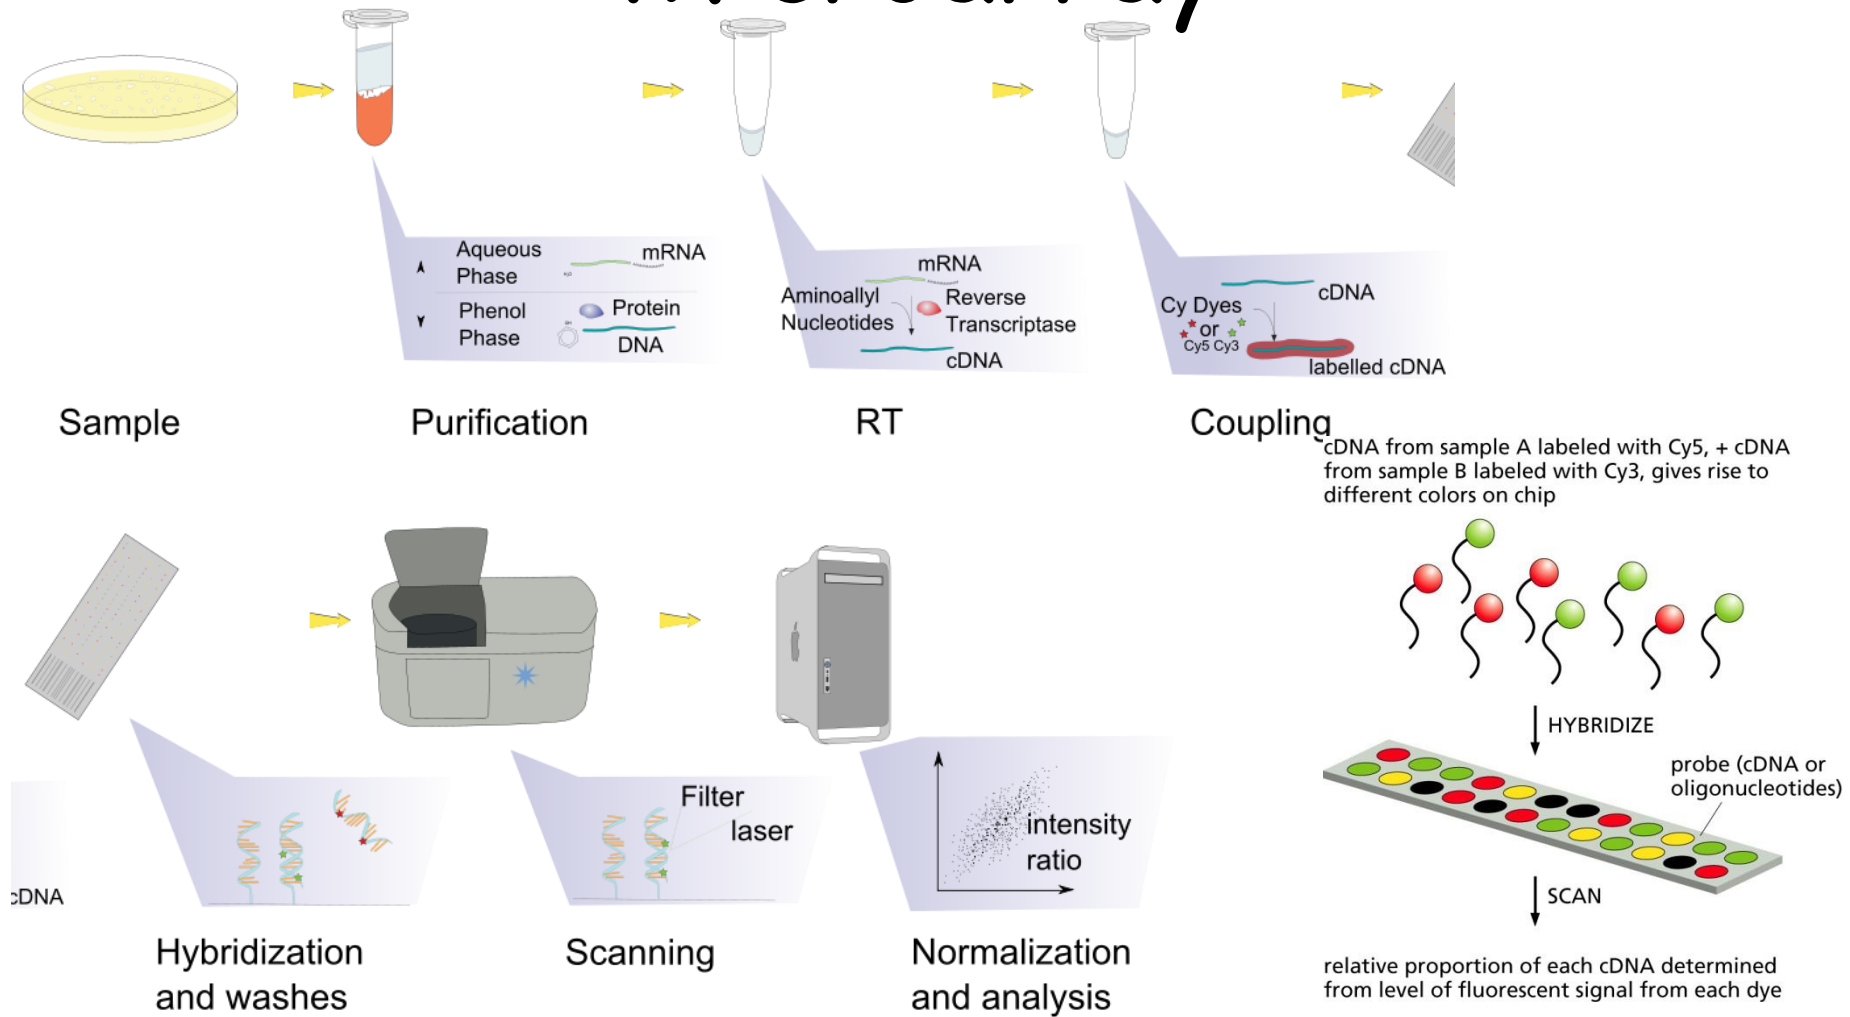 microarray
Aqueous
Phase
mRNA
Phenol
Phase
Protein
DNA
mRNA
Aminoallyl
Nucleotides
Reverse
Transcriptase
cDNA
cDNA
Cy Dyes
or
Cy5 Cy3
labelled cDNA
Sample
Purification
RT
Coupling
cDNA from sample A labeled with Cy5, + cDNA
from sample B labeled with Cy3, gives rise to
different colors on chip
HYBRIDIZE
probe (cDNA or
oligonucleotides)
SCAN
relative proportion of each cDNA determined
from level of fluorescent signal from each dye
cDNA
Filter
laser
intensity
ratio
Hybridization
and washes
Scanning
Normalization
and analysis